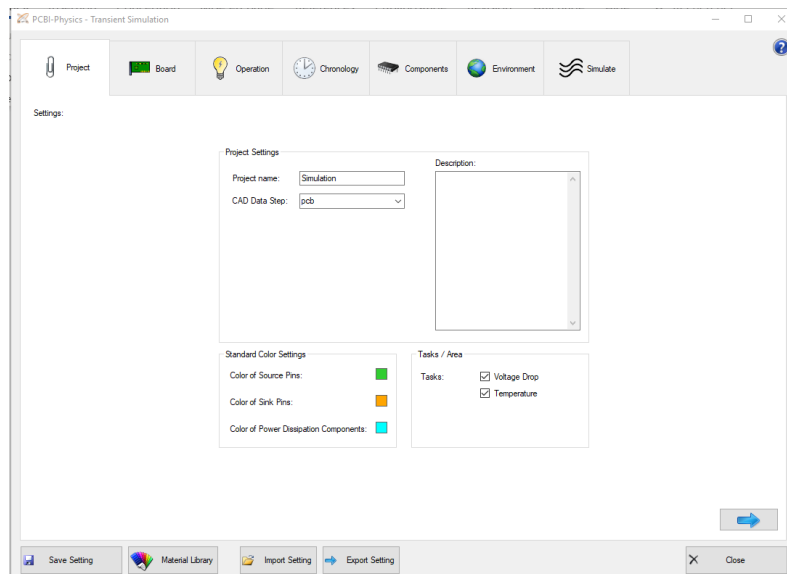 PCBI-Physics - Transient Simulation
Project Board Operation Chronology Components Environment Simulate
Settings:
Project Settings
Description:
Project name: Simulation
CAD Data Step: pcb
Standard Color Settings
Color of Source Pins:
Color of Sink Pins:
Color of Power Dissipation Components:
Tasks / Area
Tasks: Voltage Drop
Temperature
Save Setting Material Library Import Setting Export Setting Close